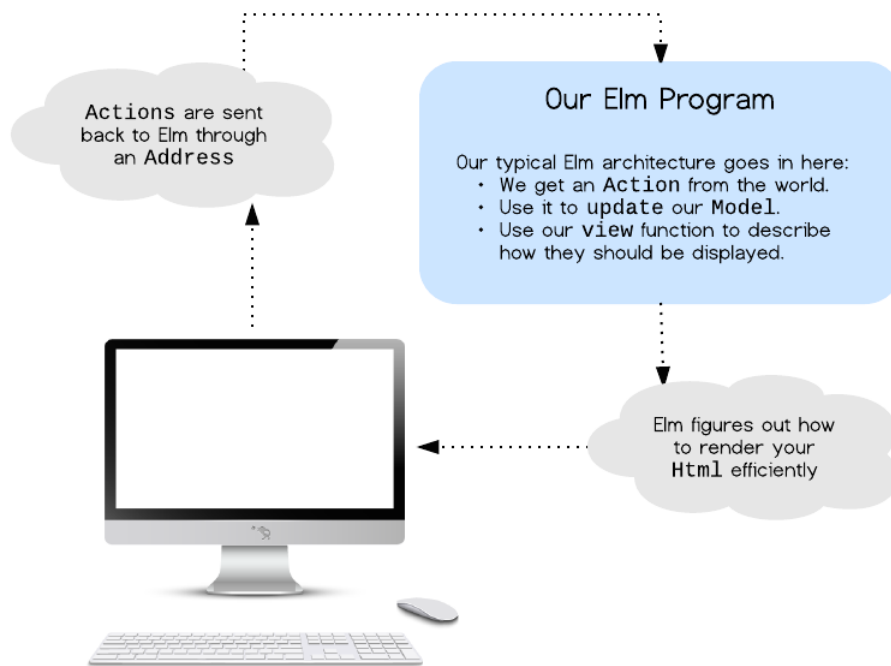 Actions are sent
back to Elm through
an Address
Our Elm Program
Our typical Elm architecture goes in here:
• We get an Action from the world.
• Use it to update our Model.
• Use our view function to describe
how they should be displayed.
Elm figures out how
to render your
Html efficiently